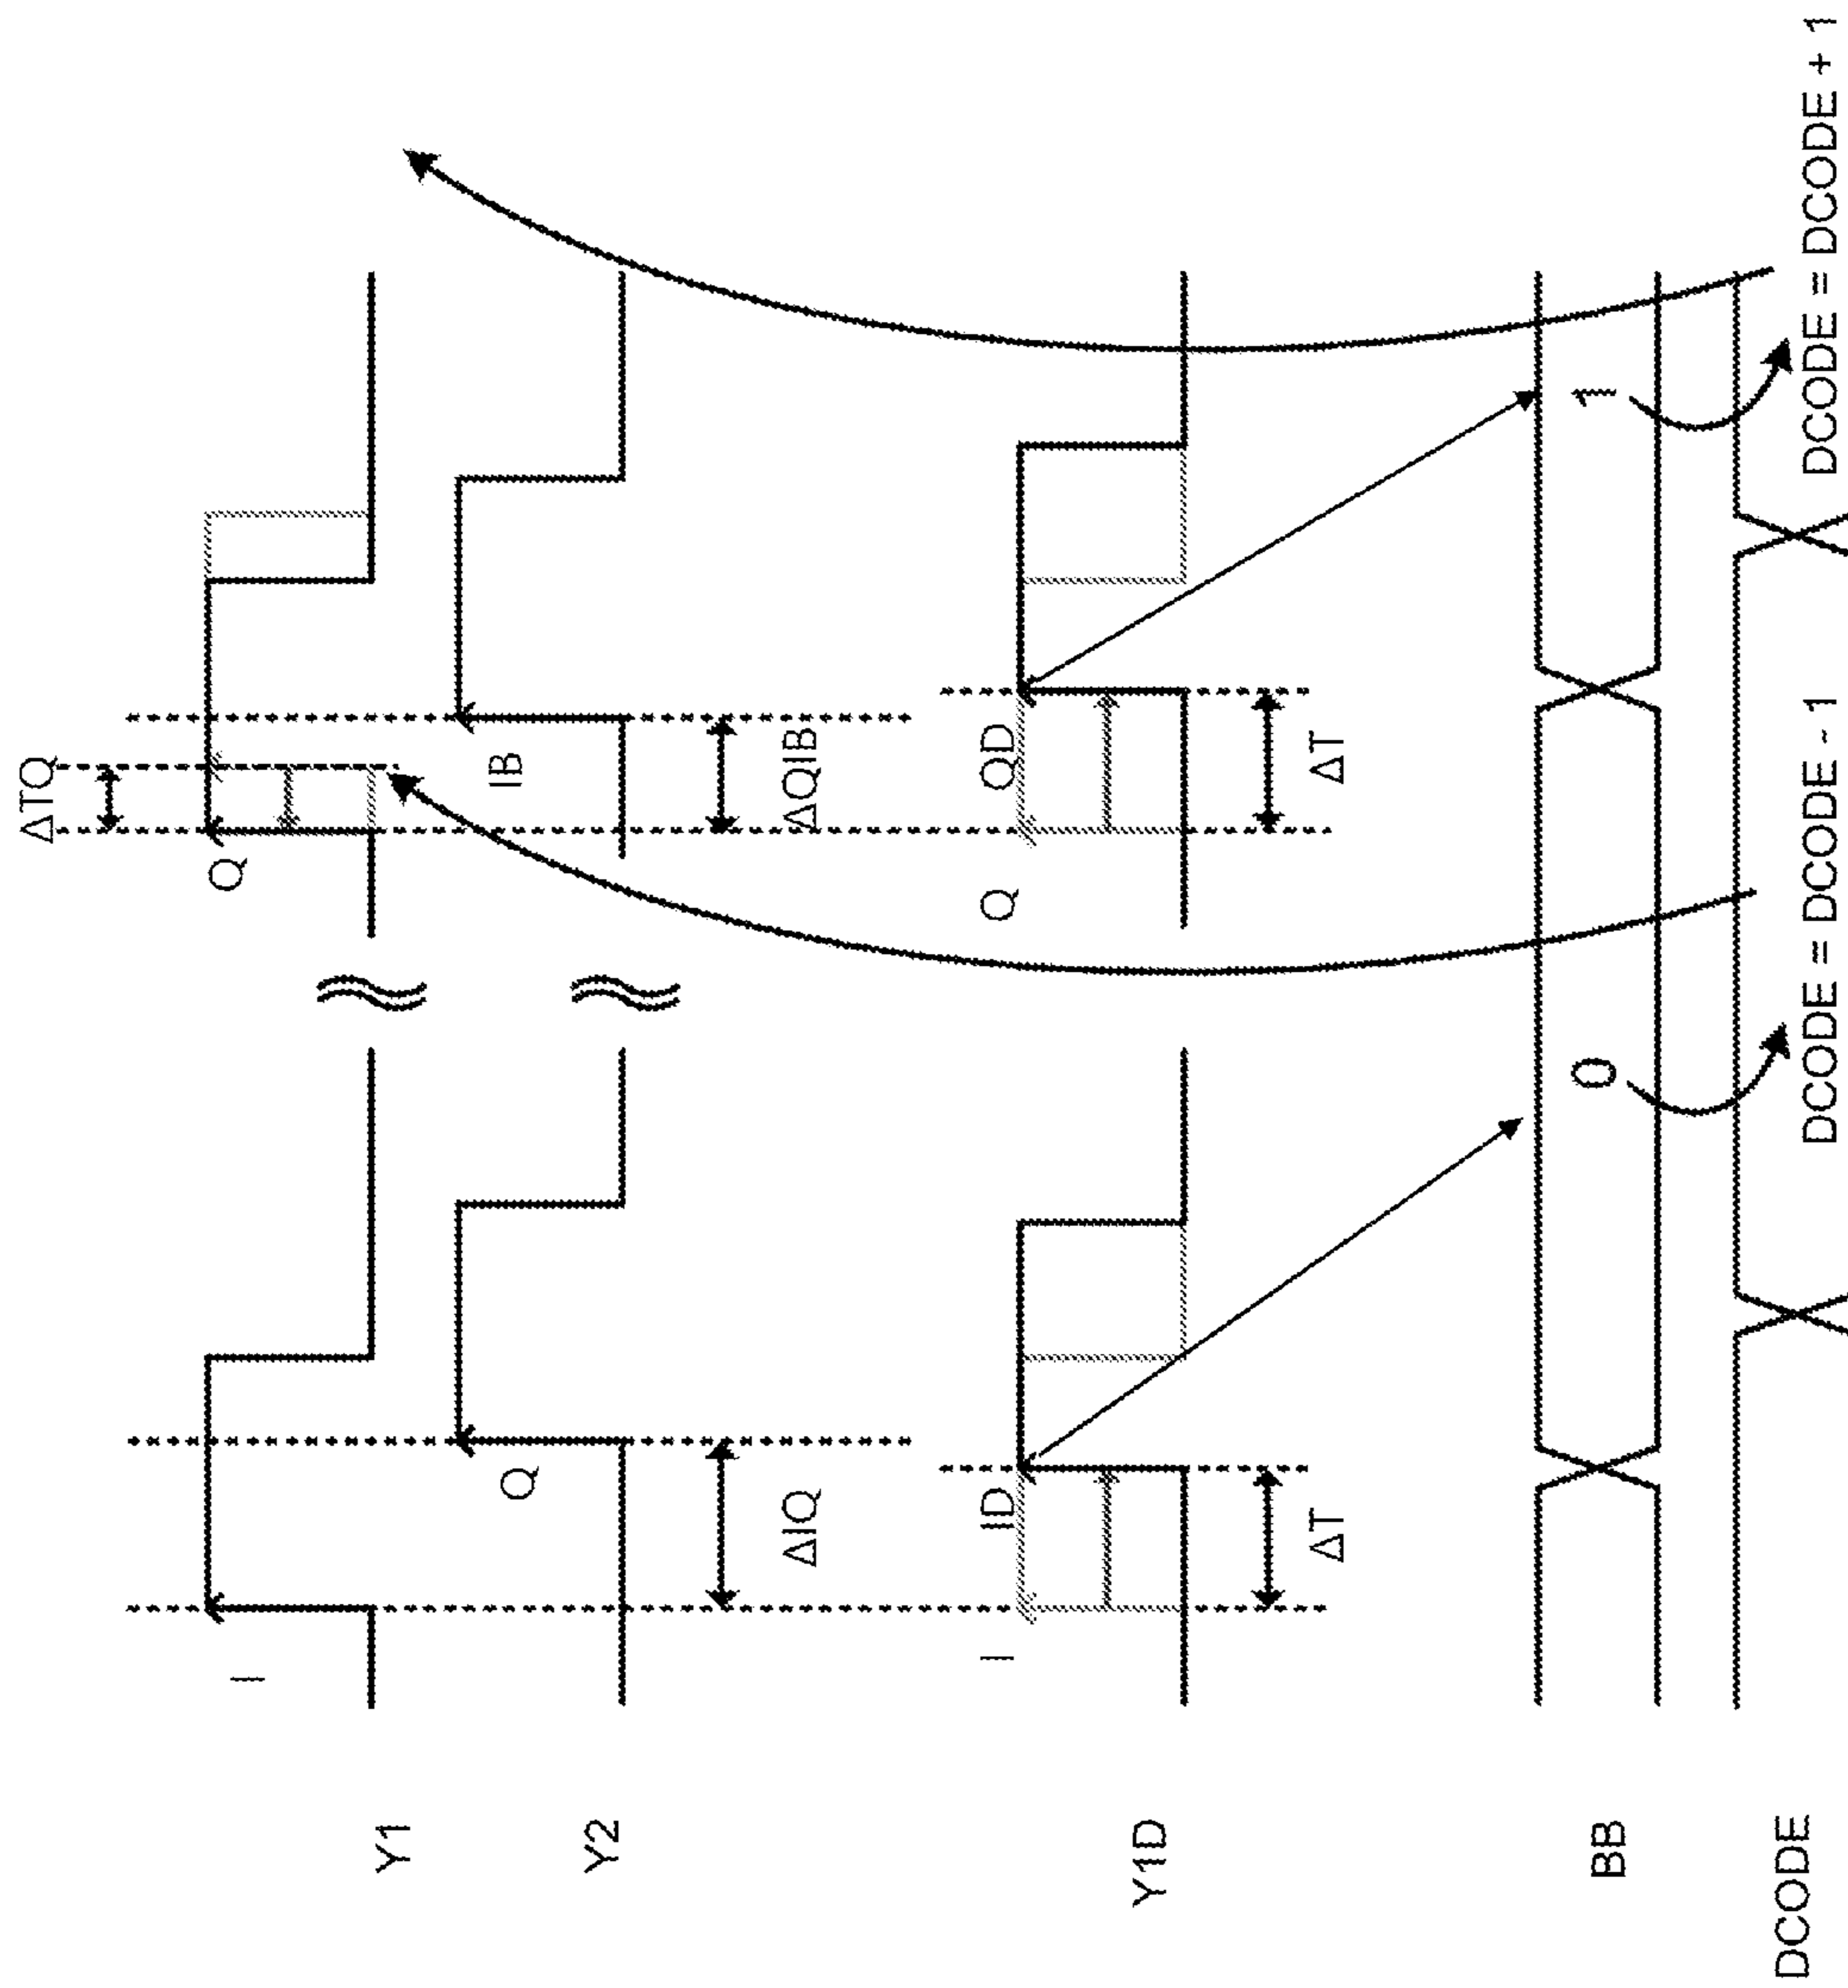 ΔTQ
Y1
I
Q
Y2
Q
IB
ΔIQ
ΔQIB
Y1D
I
ID
Q
QD
ΔT
ΔT
BB
0
1
DCODE
DCODE = DCODE - 1
DCODE = DCODE + 1